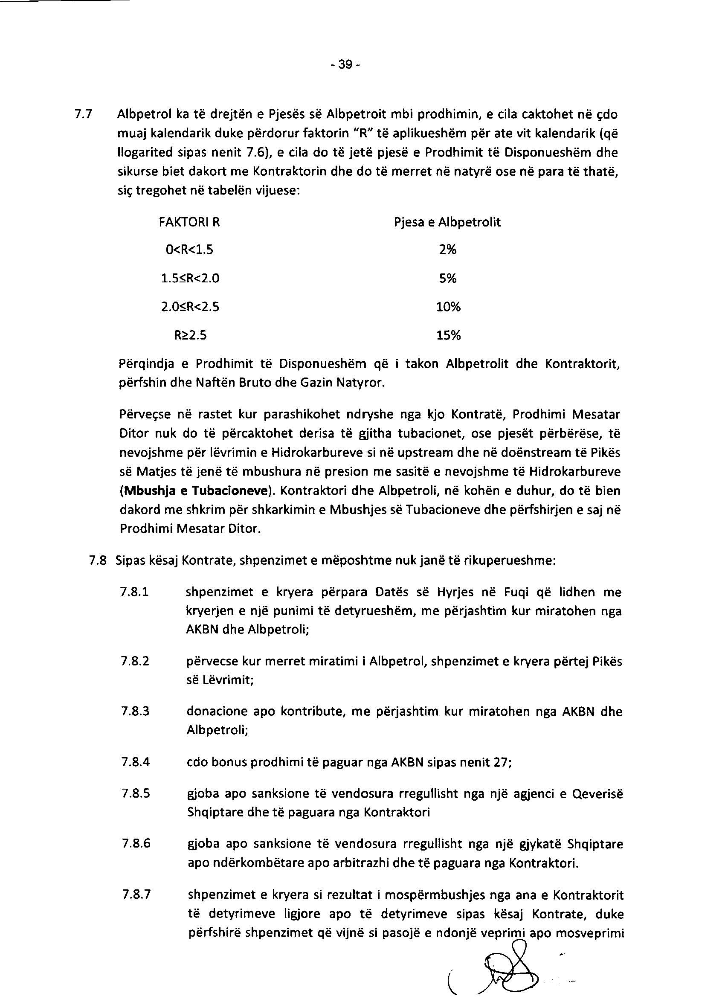 - 39 -
7.7 Albpetrol ka të drejtën e Pjesës së Albpetroit mbi prodhimin, e cila caktohet në çdo
muaj kalendarik duke përdorur faktorin "R" të aplikueshëm për ate vit kalendarik (që
llogarited sipas nenit 7.6), e cila do të jetë pjesë e Prodhimit të Disponueshëm dhe
sikurse biet dakort me Kontraktorin dhe do të merret në natyrë ose në para të thatë,
siç tregohet në tabelën vijuese:
FAKTORI R Pjesa e Albpetrolit
0<R<1.5 2%
1.5≤R<2.0 5%
2.0≤R<2.5 10%
R≥2.5 15%
Përqindja e Prodhimit të Disponueshëm që i takon Albpetrolit dhe Kontraktorit,
përfshin dhe Naftën Bruto dhe Gazin Natyror.
Përveçse në rastet kur parashikohet ndryshe nga kjo Kontratë, Prodhimi Mesatar
Ditor nuk do të përcaktohet derisa të gjitha tubacionet, ose pjesët përbërëse, të
nevojshme për lëvrimin e Hidrokarbureve si në upstream dhe në doënstream të Pikës
së Matjes të jenë të mbushura në presion me sasitë e nevojshme të Hidrokarbureve
(Mbushja e Tubacioneve). Kontraktori dhe Albpetroli, në kohën e duhur, do të bien
dakord me shkrim për shkarkimin e Mbushjes së Tubacioneve dhe përfshirjen e saj në
Prodhimi Mesatar Ditor.
7.8 Sipas kësaj Kontrate, shpenzimet e mëposhtme nuk janë të rikuperueshme:
7.8.1 shpenzimet e kryera përpara Datës së Hyrjes në Fuqi që lidhen me
kryerjen e një punimi të detyrueshëm, me përjashtim kur miratohen nga
AKBN dhe Albpetroli;
7.8.2 përvecse kur merret miratimi i Albpetrol, shpenzimet e kryera përtej Pikës
së Lëvrimit;
7.8.3 donacione apo kontribute, me përjashtim kur miratohen nga AKBN dhe
Albpetroli;
7.8.4 cdo bonus prodhimi të paguar nga AKBN sipas nenit 27;
7.8.5 gjoba apo sanksione të vendosura rregullisht nga një agjenci e Qeverisë
Shqiptare dhe të paguara nga Kontraktori
7.8.6 gjoba apo sanksione të vendosura rregullisht nga një gjykatë Shqiptare
apo ndërkombëtare apo arbitrazhi dhe të paguara nga Kontraktori.
7.8.7 shpenzimet e kryera si rezultat i mospërmbushjes nga ana e Kontraktorit
të detyrimeve ligjore apo të detyrimeve sipas kësaj Kontrate, duke
përfshirë shpenzimet që vijnë si pasojë e ndonjë veprimi apo mosveprimi